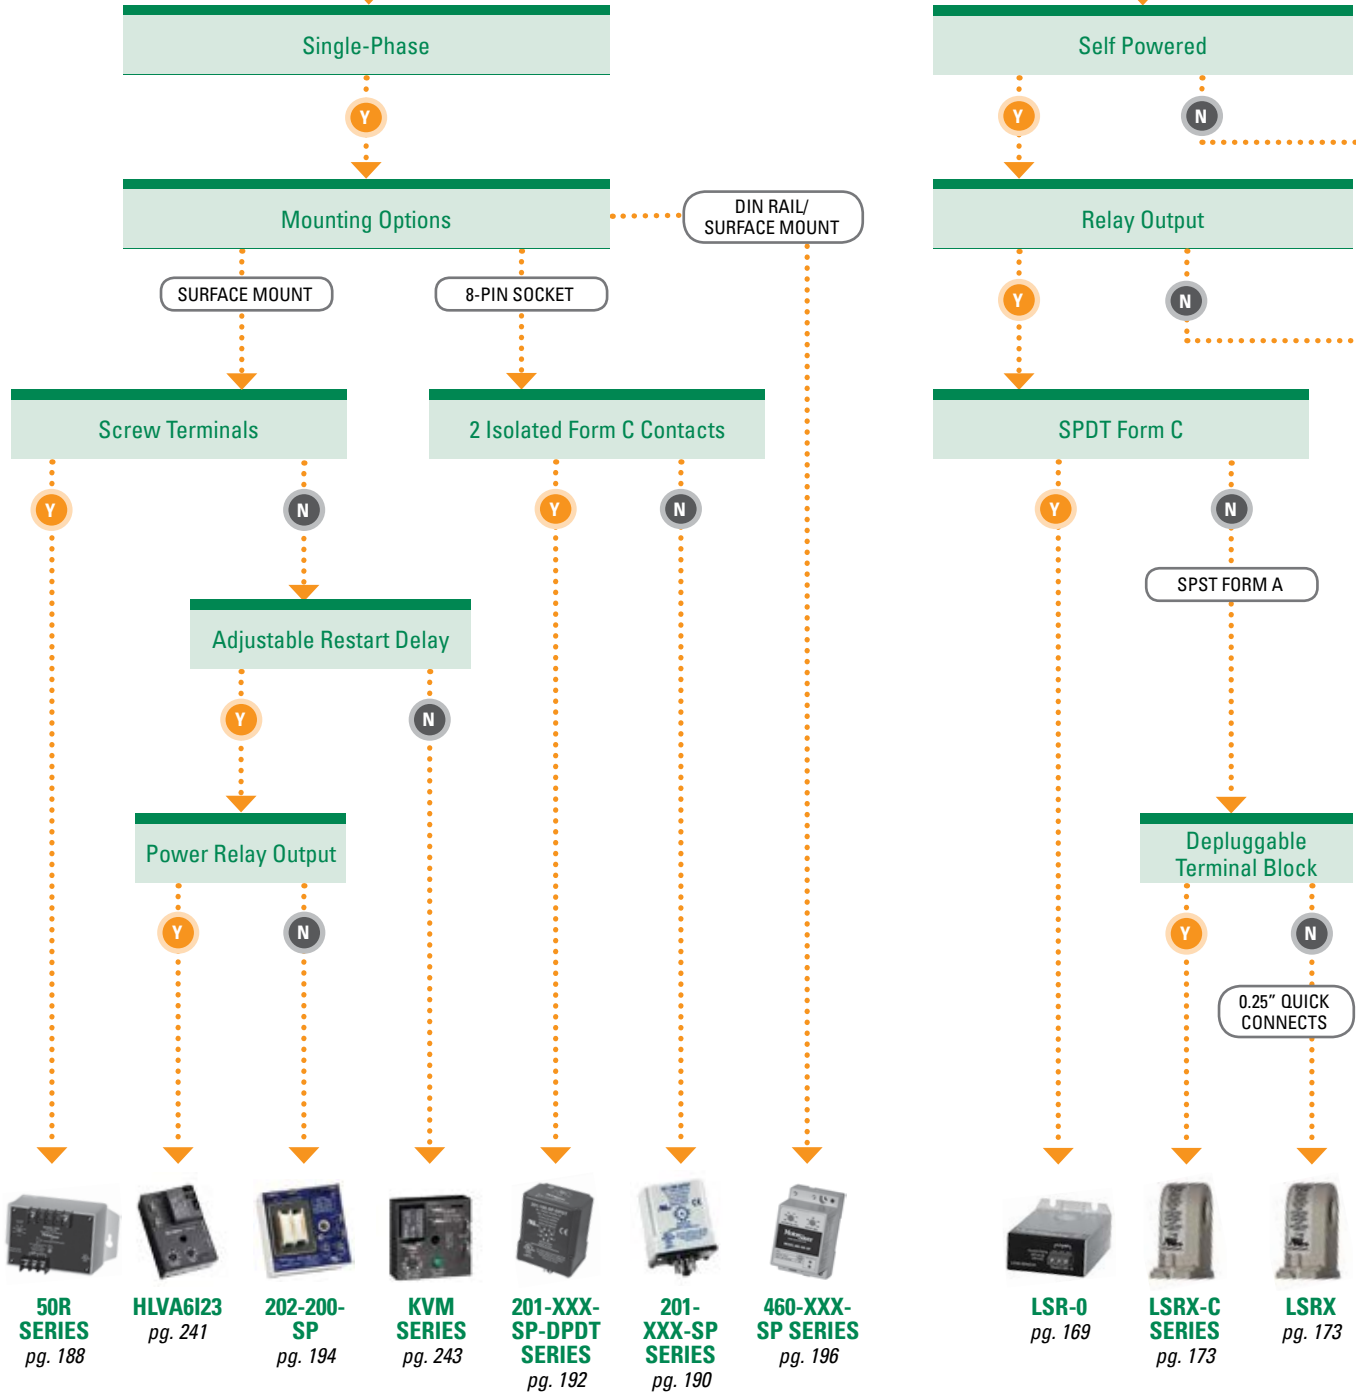 Single-Phase
Self Powered
Y
Y
N
Mounting Options
DIN RAIL/
SURFACE MOUNT
Relay Output
SURFACE MOUNT
8-PIN SOCKET
Y
N
Screw Terminals
2 Isolated Form C Contacts
SPDT Form C
Y
N
Y
N
Y
N
SPST FORM A
Adjustable Restart Delay
Y
N
Power Relay Output
Depluggable
Terminal Block
Y
N
Y
N
0.25” QUICK
CONNECTS
50R
SERIES
pg. 188
HLVA6I23
pg. 241
202-200-
SP
pg. 194
KVM
SERIES
pg. 243
201-XXX-
SP-DPDT
SERIES
pg. 192
201-
XXX-SP
SERIES
pg. 190
460-XXX-
SP SERIES
pg. 196
LSR-0
pg. 169
LSRX-C
SERIES
pg. 173
LSRX
pg. 173